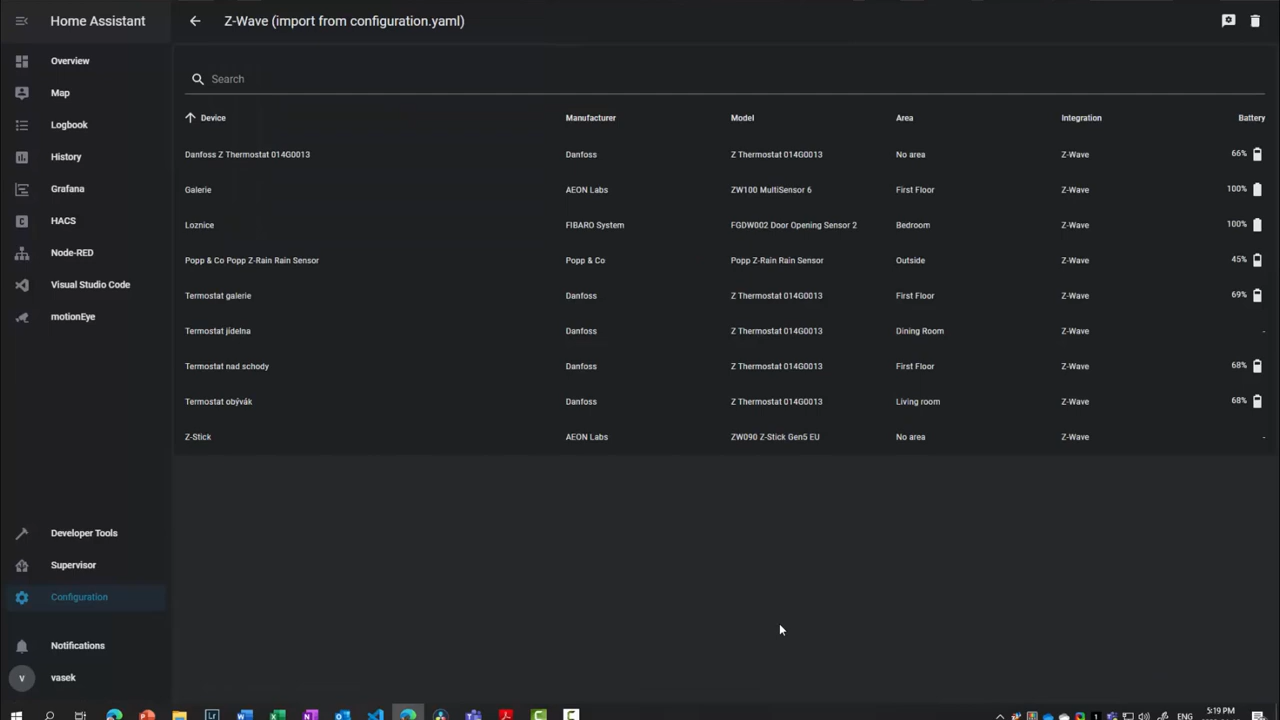 Home Assistant
Z-Wave (import from configuration.yaml)
Overview
Map
Logbook
History
Grafana
HACS
Node-RED
Visual Studio Code
motionEye
Developer Tools
Supervisor
Configuration
Notifications
v vasek
Search
Device Manufacturer Model Area Integration Battery
Danfoss Z Thermostat 014G0013 Danfoss Z Thermostat 014G0013 No area Z-Wave 66%
Galerie AEON Labs ZW100 MultiSensor 6 First Floor Z-Wave 100%
Loznice FIBARO System FGDW002 Door Opening Sensor 2 Bedroom Z-Wave 100%
Popp & Co Popp Z-Rain Rain Sensor Popp & Co Popp Z-Rain Rain Sensor Outside Z-Wave 45%
Termostat galerie Danfoss Z Thermostat 014G0013 First Floor Z-Wave 69%
Termostat jídelna Danfoss Z Thermostat 014G0013 Dining Room Z-Wave -
Termostat nad schody Danfoss Z Thermostat 014G0013 First Floor Z-Wave 68%
Termostat obývák Danfoss Z Thermostat 014G0013 Living room Z-Wave 68%
Z-Stick AEON Labs ZW090 Z-Stick Gen5 EU No area Z-Wave -
ENG 5:19 PM